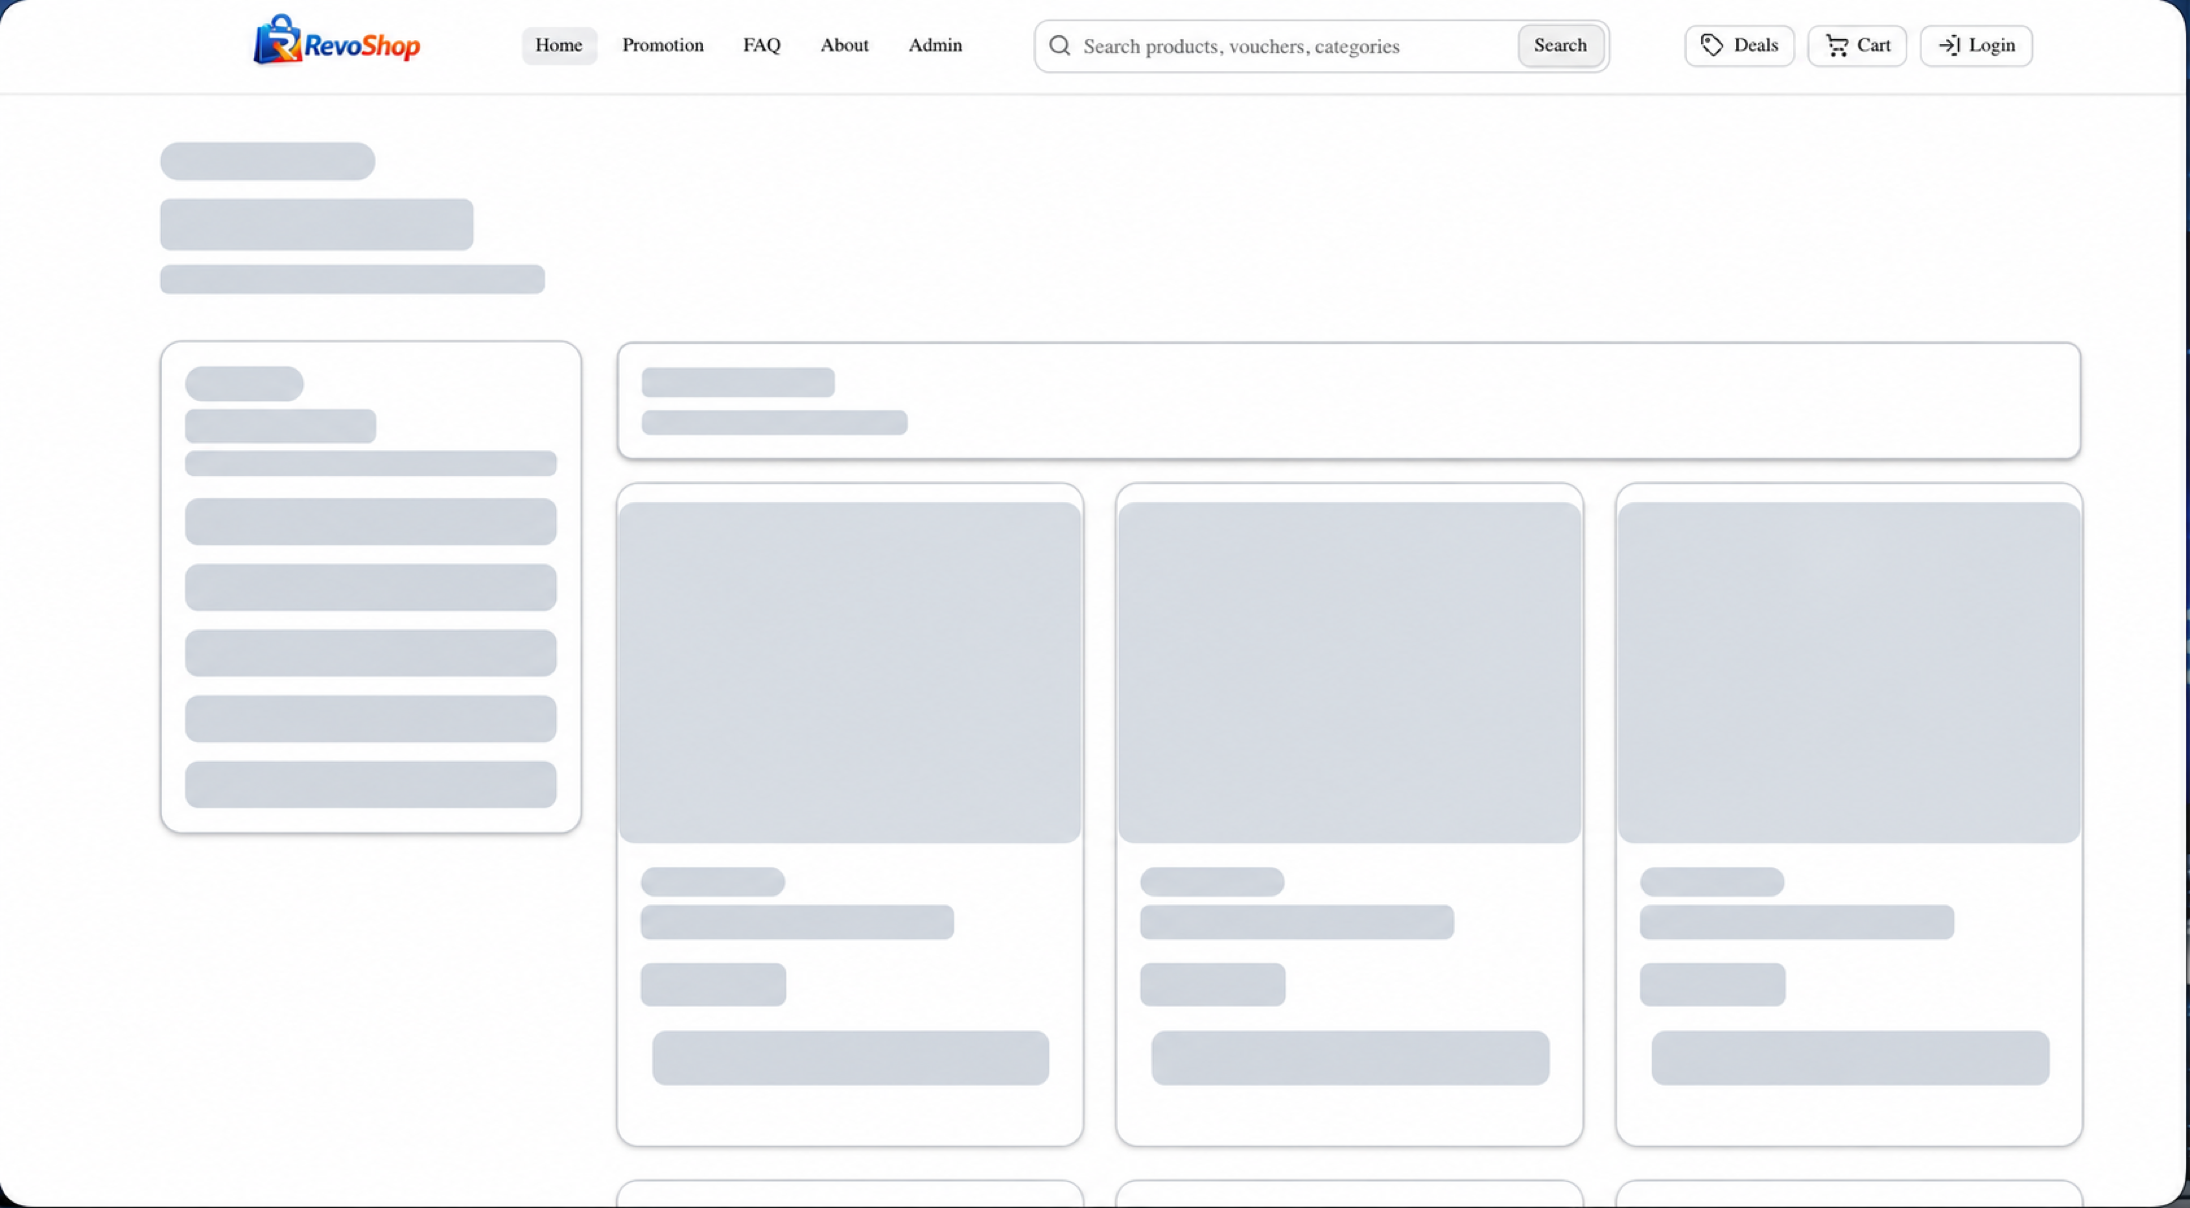 RevoShop
Home Promotion FAQ About Admin
Search products, vouchers, categories
Search
Deals
Cart
Login